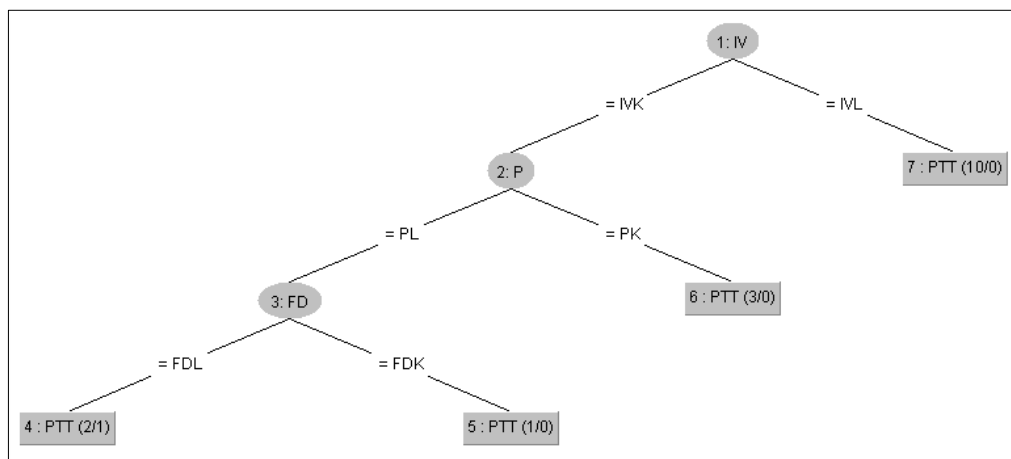 1: IV
= IVK
= IVL
2: P
7 : PTT (10/0)
= PL
= PK
3: FD
6 : PTT (3/0)
= FDL
= FDK
4 : PTT (2/1)
5 : PTT (1/0)